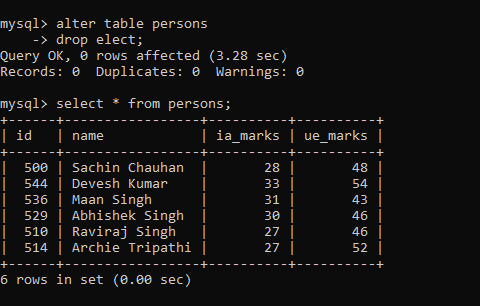 mysql> alter table persons
    -> drop elect;
Query OK, 0 rows affected (3.28 sec)
Records: 0  Duplicates: 0  Warnings: 0

mysql> select * from persons;
+-----+-----------------+----------+----------+
| id  | name            | ia_marks | ue_marks |
+-----+-----------------+----------+----------+
| 500 | Sachin Chauhan  |       28 |       48 |
| 544 | Devesh Kumar    |       33 |       54 |
| 536 | Maan Singh      |       31 |       43 |
| 529 | Abhishek Singh  |       30 |       46 |
| 510 | Raviraj Singh   |       27 |       46 |
| 514 | Archie Tripathi |       27 |       52 |
+-----+-----------------+----------+----------+
6 rows in set (0.00 sec)